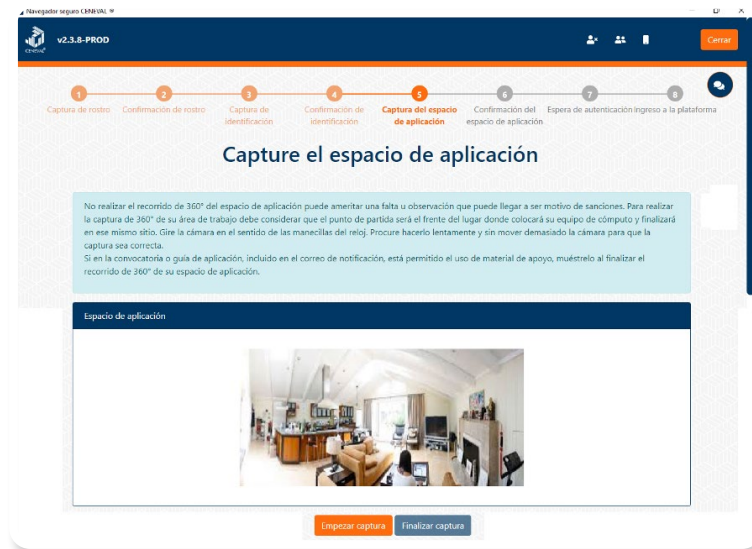 Navegador seguro CENEVAL
CENEVAL
v2.3.8-PROD
Cerrar
1
2
3
4
5
6
7
8
Captura de rostro
Confirmación de rostro
Captura de
identificación
Confirmación de
identificación
Captura del espacio
de aplicación
Confirmación del
espacio de aplicación
Espera de autenticación
ingreso a la plataforma
Capture el espacio de aplicación
No realizar el recorrido de 360° del espacio de aplicación puede ameritar una falta u observación que puede llegar a ser motivo de sanciones. Para realizar
la captura de 360° de su área de trabajo debe considerar que el punto de partida será el frente del lugar donde colocará su equipo de cómputo y finalizará
en ese mismo sitio. Gire la cámara en el sentido de las manecillas del reloj. Procure hacerlo lentamente y sin mover demasiado la cámara para que la
captura sea correcta.
Si en la convocatoria o guía de aplicación, incluido en el correo de notificación, está permitido el uso de material de apoyo, muéstrelo al finalizar el
recorrido de 360° de su espacio de aplicación.
Espacio de aplicación
Empezar captura
Finalizar captura